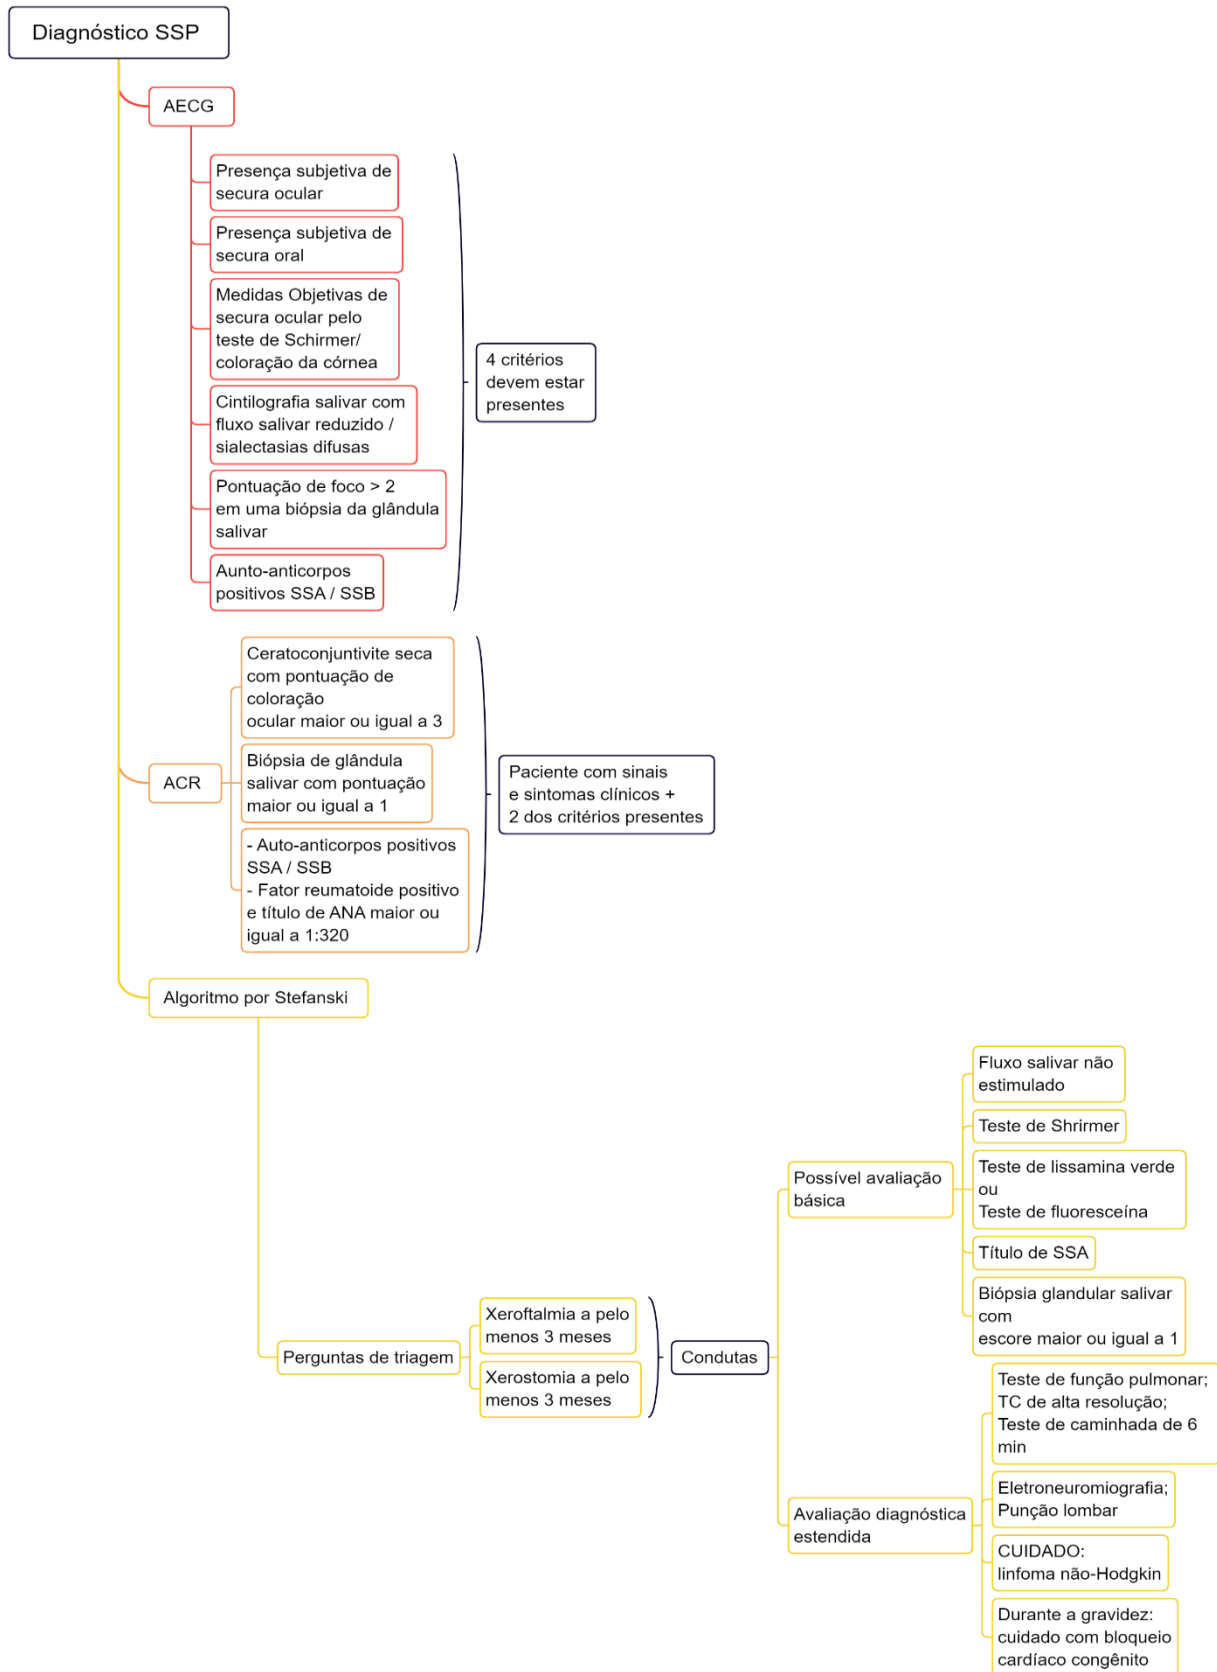 Diagnóstico SSP
AECG
Presença subjetiva de
secura ocular
Presença subjetiva de
secura oral
Medidas Objetivas de
secura ocular pelo
teste de Schirmer/
coloração da córnea
Cintilografia salivar com
fluxo salivar reduzido /
sialectasias difusas
Pontuação de foco > 2
em uma biópsia da glândula
salivar
Aunto-anticorpos
positivos SSA / SSB
4 critérios
devem estar
presentes
ACR
Ceratoconjuntivite seca
com pontuação de
coloração
ocular maior ou igual a 3
Biópsia de glândula
salivar com pontuação
maior ou igual a 1
- Auto-anticorpos positivos
SSA / SSB
- Fator reumatoide positivo
e título de ANA maior ou
igual a 1:320
Paciente com sinais
e sintomas clínicos +
2 dos critérios presentes
Algoritmo por Stefanski
Perguntas de triagem
Xeroftalmia a pelo
menos 3 meses
Xerostomia a pelo
menos 3 meses
Condutas
Possível avaliação
básica
Fluxo salivar não
estimulado
Teste de Shrirmer
Teste de lissamina verde
ou
Teste de fluoresceína
Título de SSA
Biópsia glandular salivar
com
escore maior ou igual a 1
Avaliação diagnóstica
estendida
Teste de função pulmonar;
TC de alta resolução;
Teste de caminhada de 6
min
Eletroneuromiografia;
Punção lombar
CUIDADO:
linfoma não-Hodgkin
Durante a gravidez:
cuidado com bloqueio
cardíaco congênito